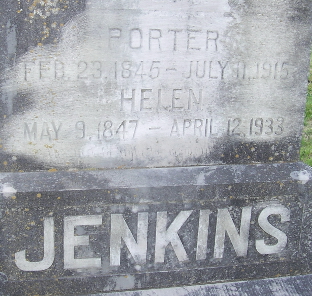 PORTER
FEB. 23, 1845 - JULY 11, 1915
HELEN
MAY 9, 1847 - APRIL 12, 1933
JENKINS